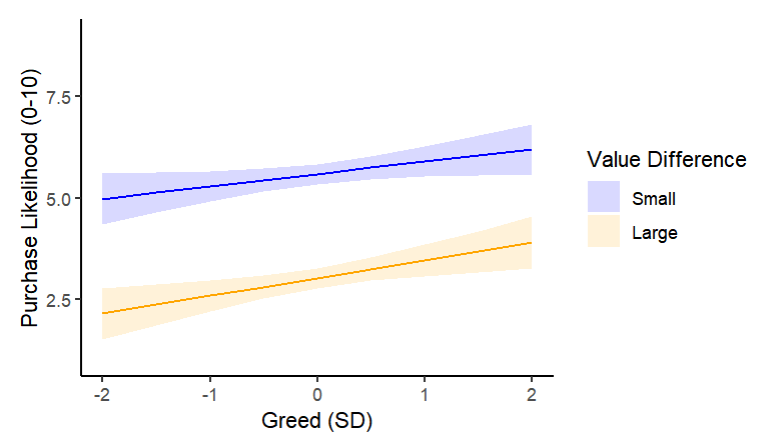 Purchase Likelihood (0-10)
7.5
5.0
2.5
-2
-1
0
1
2
Greed (SD)
Value Difference
Small
Large